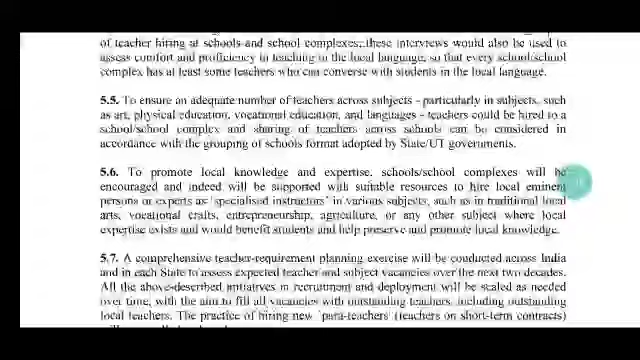 of teacher hiring at schools and school complexes; these interviews would also be used to
assess comfort and proficiency in teaching in the local language, so that every school/school
complex has at least some teachers who can converse with students in the local language.
5.5. To ensure an adequate number of teachers across subjects - particularly in subjects, such
as art, physical education, vocational education, and languages - teachers could be hired to a
school/school complex and sharing of teachers across schools can be considered in
accordance with the grouping of schools format adopted by State/UT governments.
5.6. To promote local knowledge and expertise, schools/school complexes will be
encouraged and indeed will be supported with suitable resources to hire local eminent
persons or experts as 'specialised instructors' in various subjects, such as in traditional local
arts, vocational crafts, entrepreneurship, agriculture, or any other subject where local
expertise exists and would benefit students and help preserve and promote local knowledge.
5.7. A comprehensive teacher-requirement planning exercise will be conducted across India
and in each State to assess expected teacher and subject vacancies over the next two decades.
All the above-described initiatives in recruitment and deployment will be scaled as needed
over time, with the aim to fill all vacancies with outstanding teachers, including outstanding
local teachers. The practice of hiring new 'para-teachers' (teachers on short-term contracts)